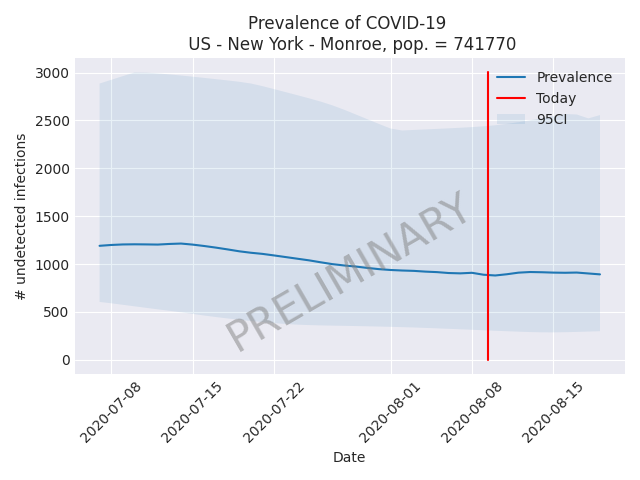 Prevalence of COVID-19
US - New York - Monroe, pop. = 741770
3000
2500
2000
1500
1000
500
0
# undetected infections
Prevalence
Today
95CI
PRELIMINARY
2020-07-08
2020-07-15
2020-07-22
2020-08-01
2020-08-08
2020-08-15
Date